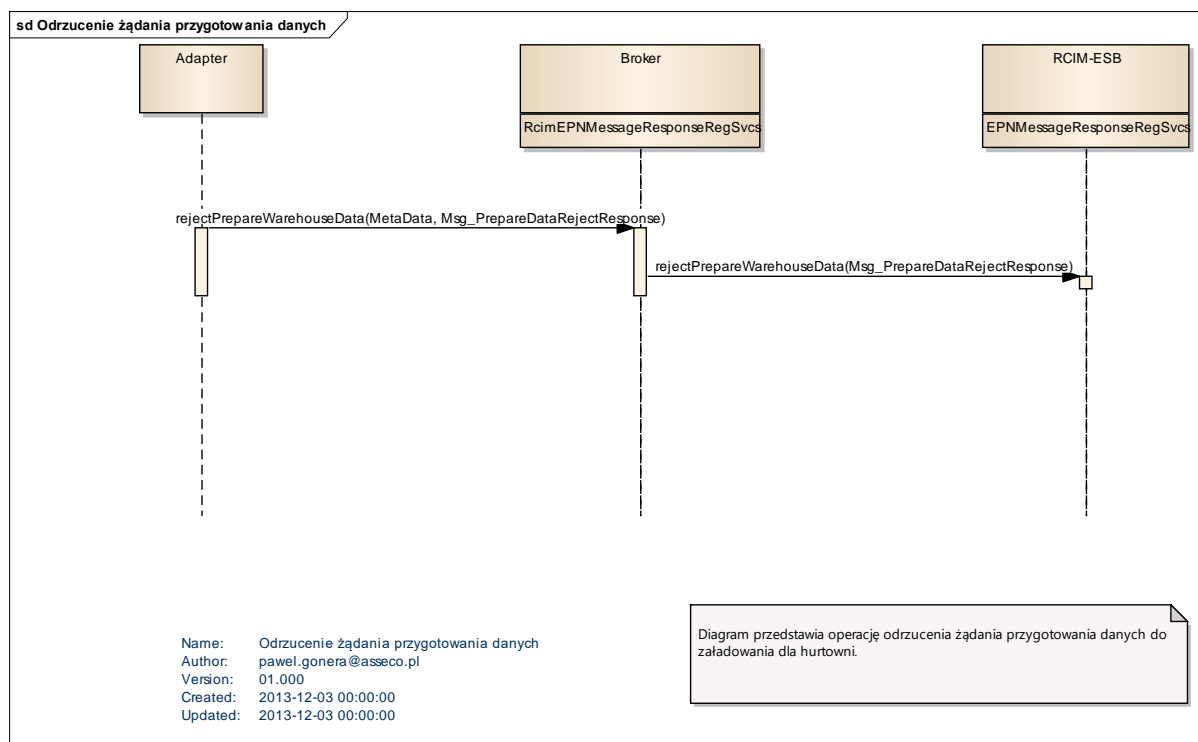 sd Odrzucenie żądania przygotowania danych
Adapter
Broker
RCIM-ESB
RcimEPNMessageResponseRegSvcs
EPNMessageResponseRegSvcs
rejectPrepareWarehouseData(MetaData, Msg_PrepareDataRejectResponse)
rejectPrepareWarehouseData(Msg_PrepareDataRejectResponse)
Name: Odrzucenie żądania przygotowania danych
Author: pawel.gonera@asseco.pl
Version: 01.000
Created: 2013-12-03 00:00:00
Updated: 2013-12-03 00:00:00
Diagram przedstawia operację odrzucenia żądania przygotowania danych do
załadowania dla hurtowni.